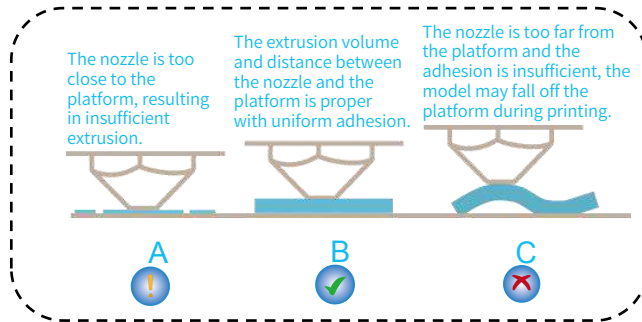 The nozzle is too
close to the
platform, resulting
in insufficient
extrusion.
The extrusion volume
and distance between
the nozzle and the
platform is proper
with uniform adhesion.
The nozzle is too far from
the platform and the
adhesion is insufficient, the
model may fall off the
platform during printing.
A
B
C